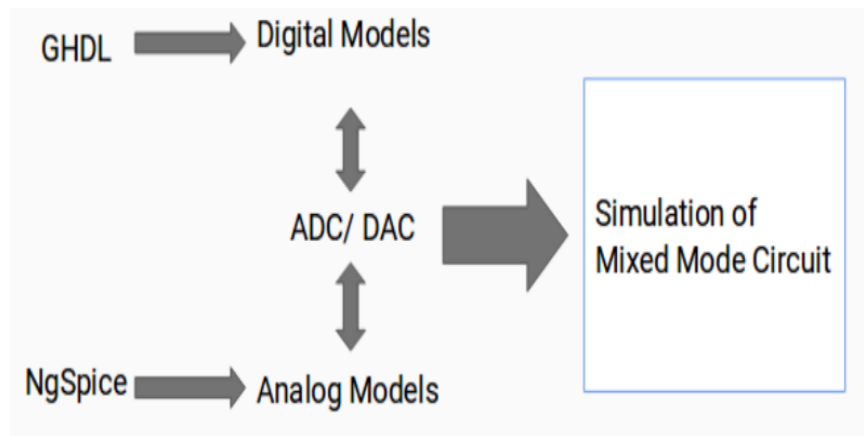 GHDL
Digital Models
ADC/ DAC
Simulation of
Mixed Mode Circuit
NgSpice
Analog Models